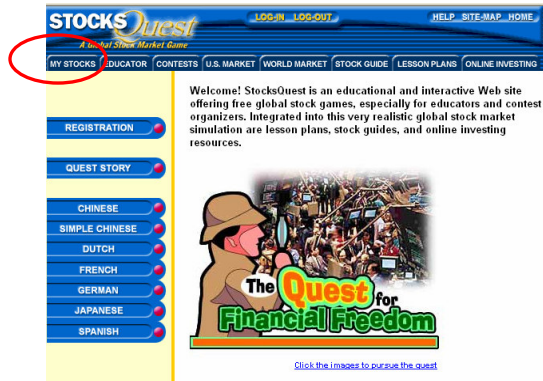 STOCKSQuest
A Global Stock Market Game
LOG-IN LOG-OUT
HELP SITE-MAP HOME
MY STOCKS EDUCATOR CONTESTS U.S. MARKET WORLD MARKET STOCK GUIDE LESSON PLANS ONLINE INVESTING
Welcome! StocksQuest is an educational and interactive Web site
offering free global stock games, especially for educators and contest
organizers. Integrated into this very realistic global stock market
simulation are lesson plans, stock guides, and online investing
resources.
REGISTRATION
QUEST STORY
CHINESE
SIMPLE CHINESE
DUTCH
FRENCH
GERMAN
JAPANESE
SPANISH
The Quest for
Financial Freedom
Click the images to pursue the quest